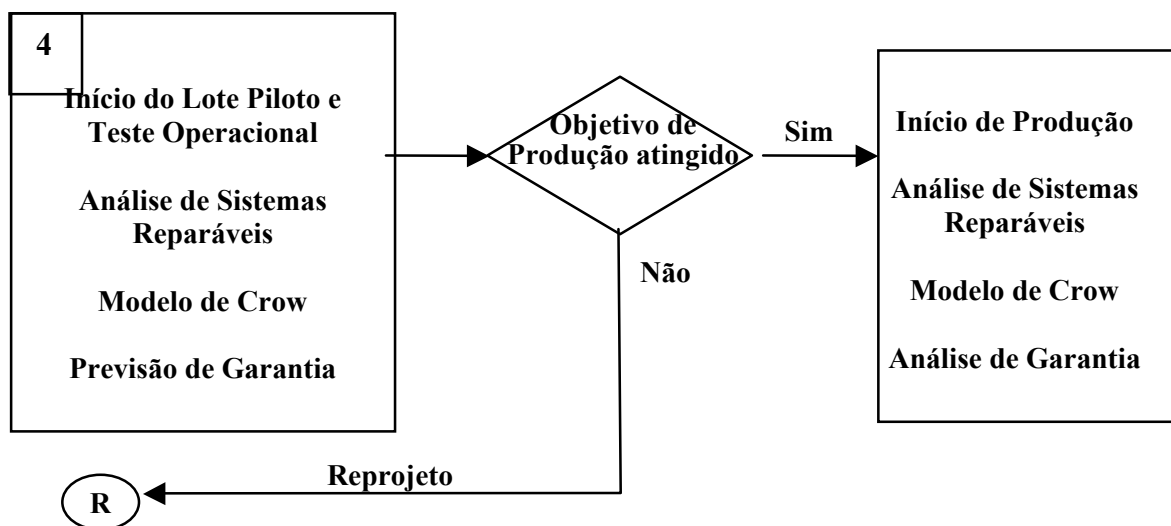 4
Início do Lote Piloto e
Teste Operacional
Análise de Sistemas
Reparáveis
Modelo de Crow
Previsão de Garantia
Objetivo de
Produção atingido
Sim
Não
Início de Produção
Análise de Sistemas
Reparáveis
Modelo de Crow
Análise de Garantia
Reprojeto
R